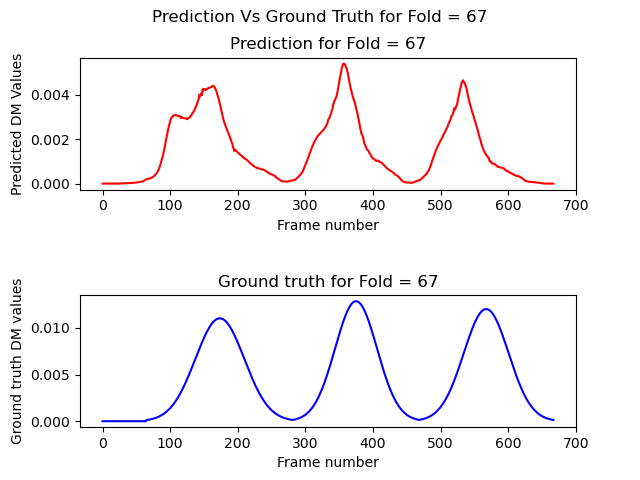 Prediction Vs Ground Truth for Fold = 67
Prediction for Fold = 67
Predicted DM Values
0.004
0.002
0.000
0 100 200 300 400 500 600 700
Frame number
Ground truth for Fold = 67
Ground truth DM values
0.010
0.005
0.000
0 100 200 300 400 500 600 700
Frame number